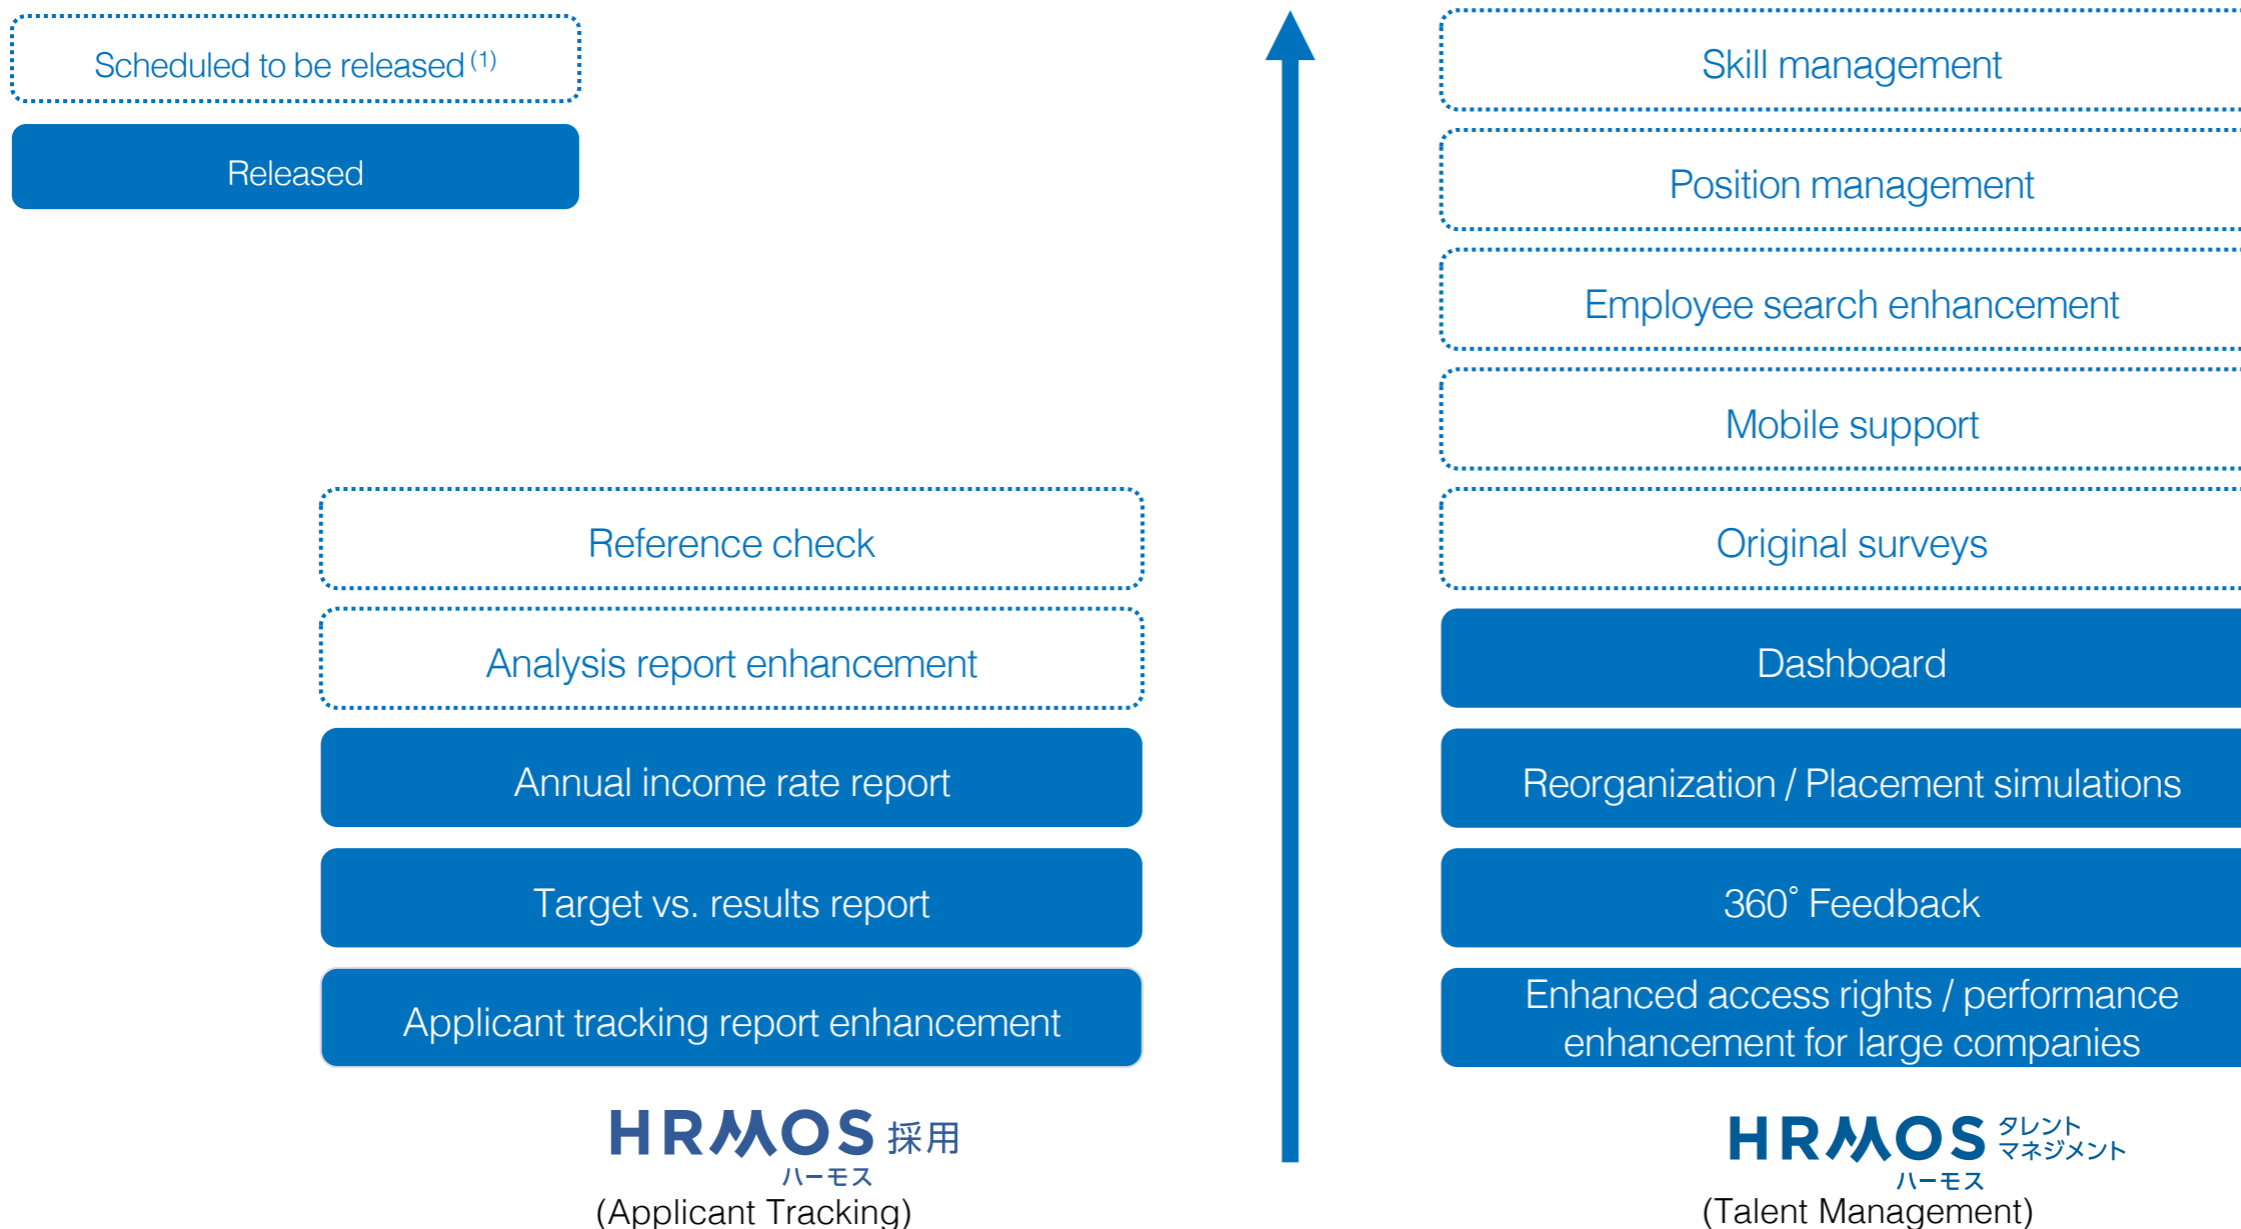 Scheduled to be released (1)
Released
Reference check
Analysis report enhancement
Annual income rate report
Target vs. results report
Applicant tracking report enhancement
HRMOS 採用
ハーモス
(Applicant Tracking)
Skill management
Position management
Employee search enhancement
Mobile support
Original surveys
Dashboard
Reorganization / Placement simulations
360° Feedback
Enhanced access rights / performance
enhancement for large companies
HRMOS タレント
マネジメント
ハーモス
(Talent Management)